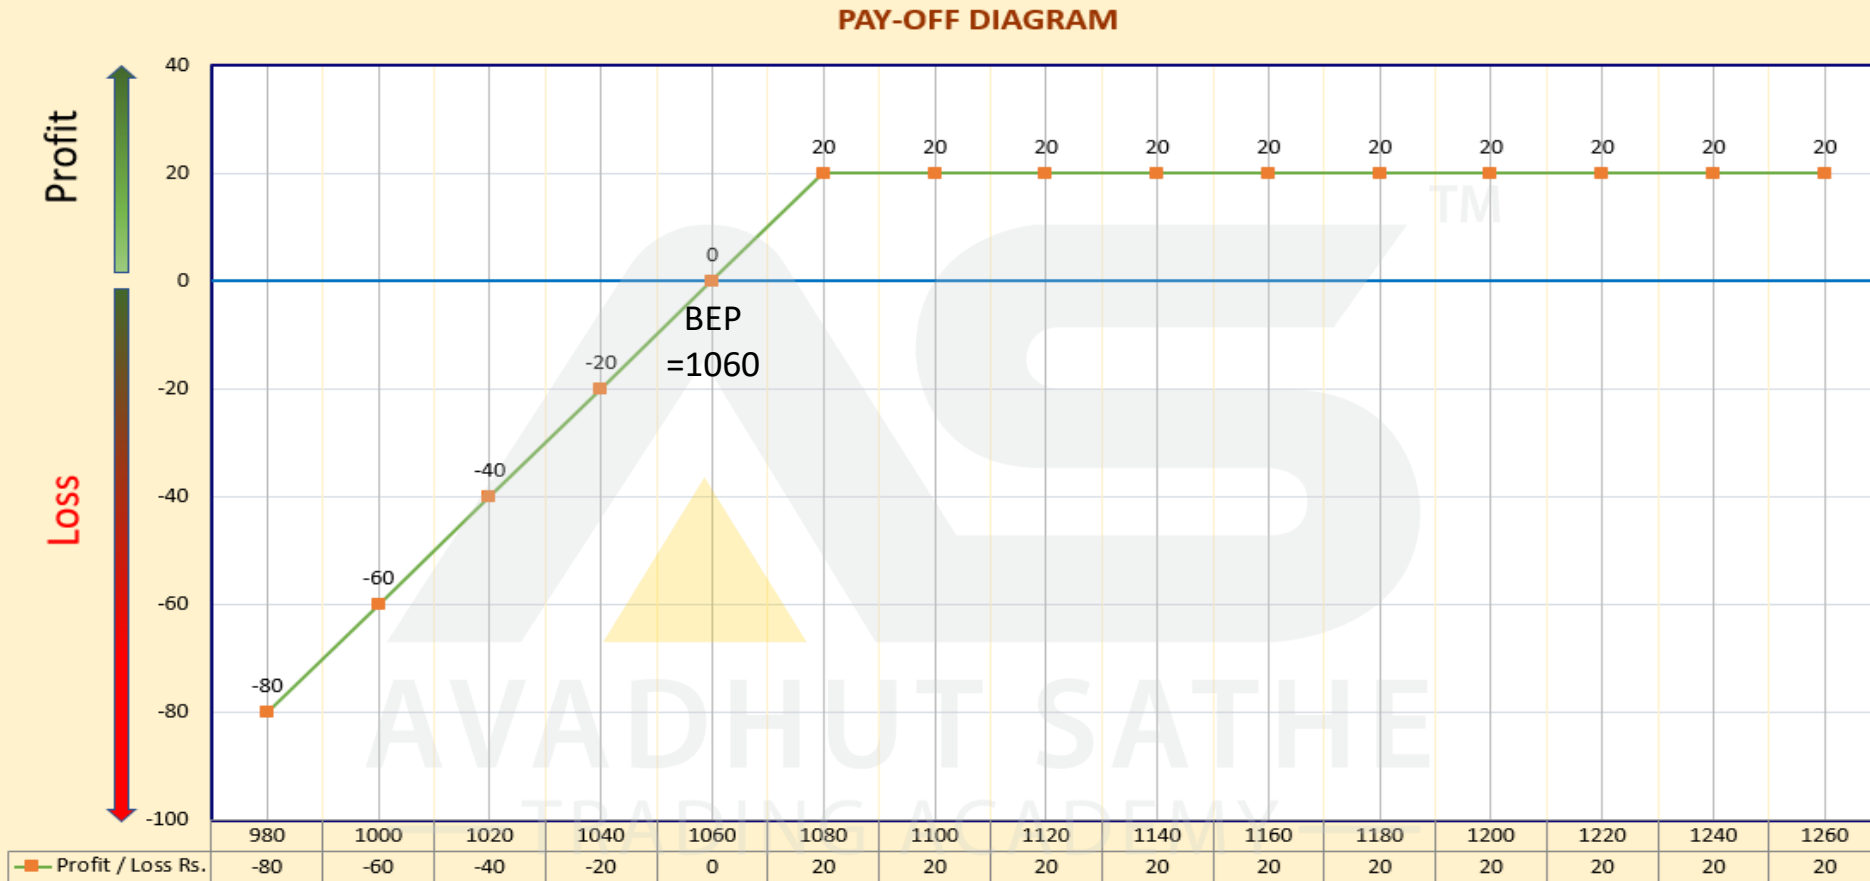 PAY-OFF DIAGRAM
Profit
Loss
40
20
0
-20
-40
-60
-80
-100
-80
-60
-40
-20
0
20 20 20 20 20 20 20 20 20 20
BEP
=1060
TM
AVADHUT SATHE
TRADING ACADEMY
980 1000 1020 1040 1060 1080 1100 1120 1140 1160 1180 1200 1220 1240 1260
Profit / Loss Rs. -80 -60 -40 -20 0 20 20 20 20 20 20 20 20 20 20